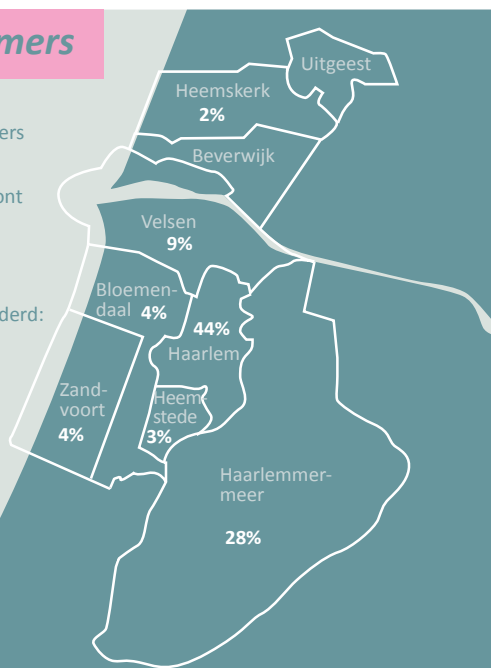 mers
ers
ont
derd:
Uitgeest
Heemskerk
2%
Beverwijk
Velsen
9%
Bloemen-
daal 4%
44%
Haarlem
Zand-
voort
4%
Heem-
stede
3%
Haarlemmer-
meer
28%